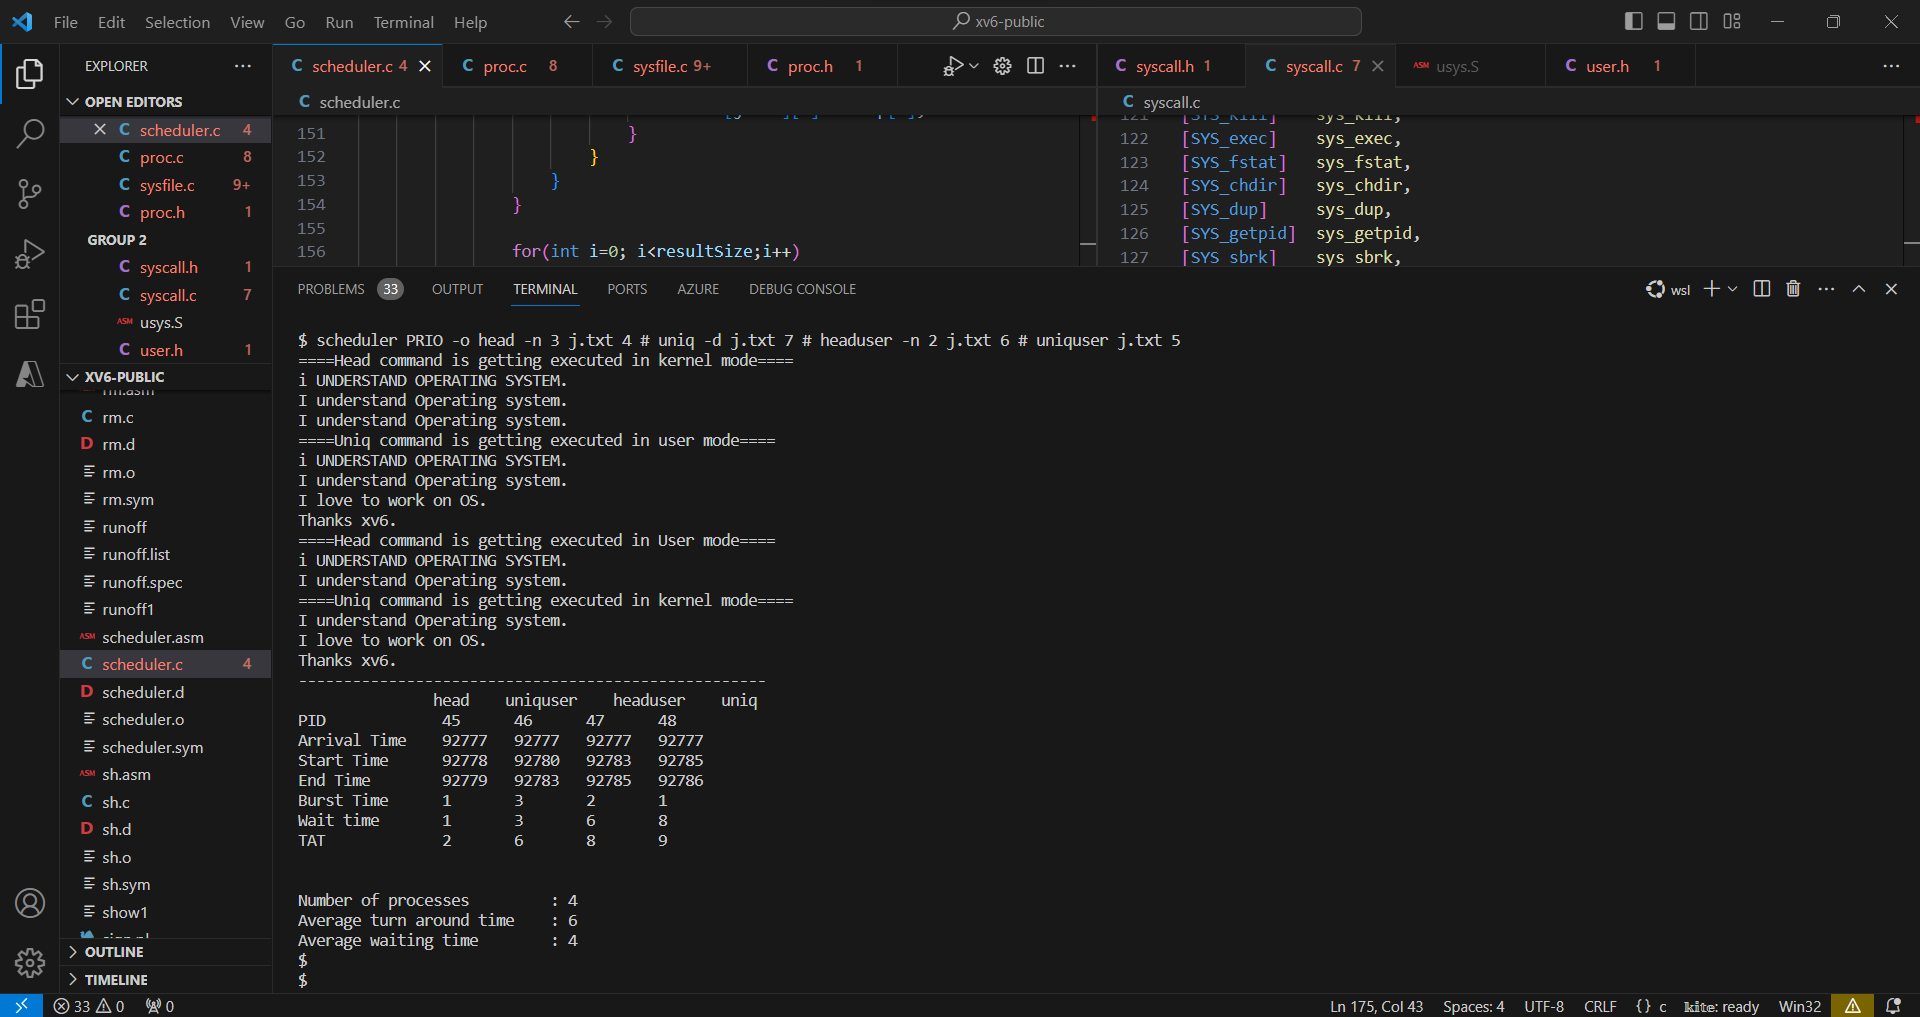 File Edit Selection View Go Run Terminal Help
xv6-public
EXPLORER
OPEN EDITORS
scheduler.c 4
proc.c 8
sysfile.c 9+
proc.h 1
GROUP 2
syscall.h 1
syscall.c 7
ASM usys.S
user.h 1
XV6-PUBLIC
rm.asm
C rm.c
D rm.d
rm.o
rm.sym
runoff
runoff.list
runoff.spec
runoff1
ASM scheduler.asm
C scheduler.c 4
D scheduler.d
scheduler.o
scheduler.sym
ASM sh.asm
C sh.c
D sh.d
sh.o
sh.sym
show1
OUTLINE
TIMELINE
C scheduler.c 4
C proc.c 8
C sysfile.c 9+
C proc.h 1
C scheduler.c
151 }
152 }
153 }
154 }
155
156 for(int i=0; i<resultSize;i++)
C syscall.h 1
C syscall.c 7
ASM usys.S
C user.h 1
C syscall.c
121 [SYS_kill] sys_kill,
122 [SYS_exec] sys_exec,
123 [SYS_fstat] sys_fstat,
124 [SYS_chdir] sys_chdir,
125 [SYS_dup] sys_dup,
126 [SYS_getpid] sys_getpid,
127 [SYS_sbrk] sys_sbrk,
PROBLEMS 33 OUTPUT TERMINAL PORTS AZURE DEBUG CONSOLE
wsl
$ scheduler PRIO -o head -n 3 j.txt 4 # uniq -d j.txt 7 # headuser -n 2 j.txt 6 # uniquser j.txt 5
====Head command is getting executed in kernel mode====
i UNDERSTAND OPERATING SYSTEM.
I understand Operating system.
I understand Operating system.
====Uniq command is getting executed in user mode====
i UNDERSTAND OPERATING SYSTEM.
I understand Operating system.
I love to work on OS.
Thanks xv6.
====Head command is getting executed in User mode====
i UNDERSTAND OPERATING SYSTEM.
I understand Operating system.
====Uniq command is getting executed in kernel mode====
I understand Operating system.
I love to work on OS.
Thanks xv6.
----------------------------------------------------
head uniquser headuser uniq
PID 45 46 47 48
Arrival Time 92777 92777 92777 92777
Start Time 92778 92780 92783 92785
End Time 92779 92783 92785 92786
Burst Time 1 3 2 1
Wait time 1 3 6 8
TAT 2 6 8 9
Number of processes : 4
Average turn around time : 6
Average waiting time : 4
$
$
33 0 0
Ln 175, Col 43 Spaces: 4 UTF-8 CRLF {} c kite: ready Win32